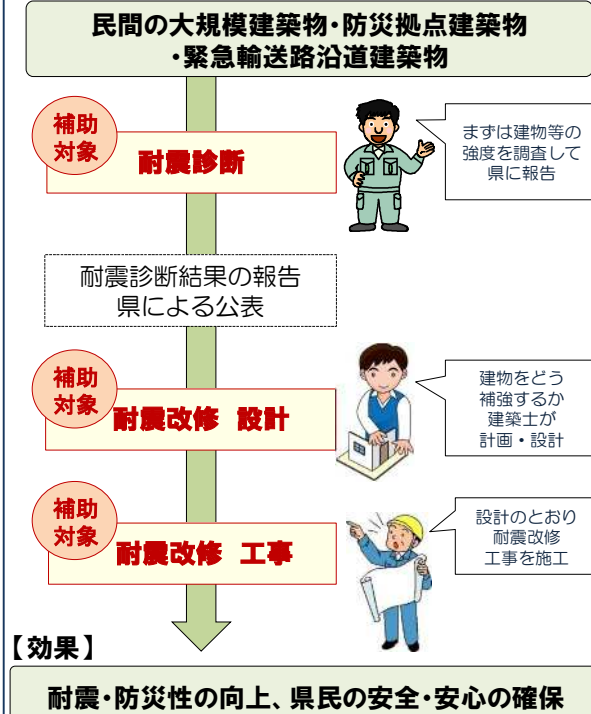 民間の大規模建築物・防災拠点建築物
・緊急輸送路沿道建築物
補助
対象
耐震診断
まずは建物等の
強度を調査して
県に報告
耐震診断結果の報告
県による公表
補助
対象
耐震改修 設計
建物をどう
補強するか
建築士が
計画・設計
補助
対象
耐震改修 工事
設計のとおり
耐震改修
工事を施工
【効果】
耐震・防災性の向上、県民の安全・安心の確保